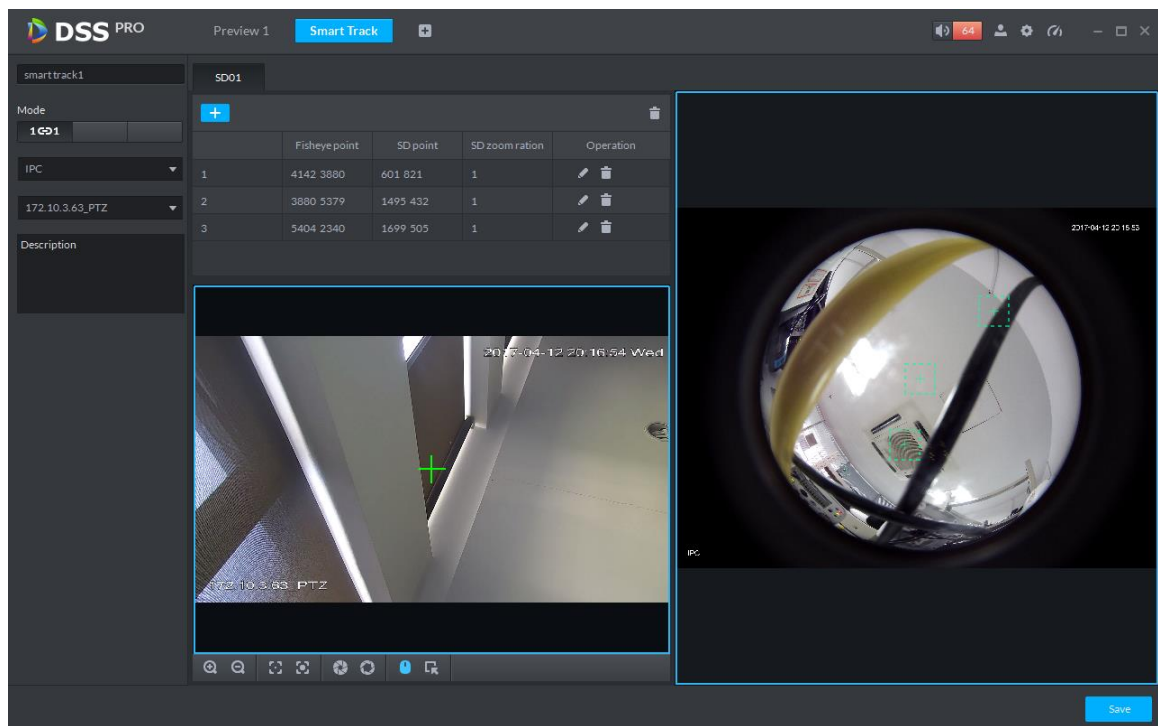 DSS PRO
Preview 1
Smart Track
64
smart track1
SD01
Mode
1 1
Fisheye point SD point SD zoom ration Operation
IPC
1 4142 3880 601 821 1
172.10.3.63_PTZ
2 3880 5379 1495 432 1
3 5404 2340 1699 505 1
Description
2017-04-12 20:16:54 Wed
172.10.3.63_PTZ
2017-04-12 20:15:53
IPC
Save